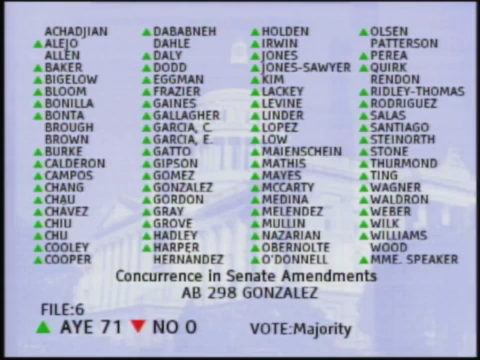 ACHADJIAN
▲ALEJO
ALLEN
▲BAKER
▲BIGELOW
▲BLOOM
▲BONILLA
▲BONTA
BROUGH
BROWN
▲BURKE
▲CALDERON
▲CAMPOS
▲CHANG
▲CHAU
▲CHÁVEZ
▲CHIU
▲CHU
▲COOLEY
▲COOPER
▲DABABNEH
DAHLE
▲DALY
▲DODD
▲EGGMAN
▲FRAZIER
▲GAINES
▲GALLAGHER
▲GARCIA, C.
▲GARCIA, E.
▲GATTO
▲GIPSON
▲GOMEZ
▲GONZALEZ
▲GORDON
▲GRAY
▲GROVE
▲HADLEY
▲HARPER
HERNÁNDEZ
▲HOLDEN
▲IRWIN
▲JONES
▲JONES-SAWYER
▲KIM
▲LACKEY
▲LEVINE
▲LINDER
▲LOPEZ
▲LOW
▲MAIENSCHEIN
▲MATHIS
▲MAYES
▲MCCARTY
▲MEDINA
▲MELENDEZ
▲MULLIN
▲NAZARIAN
▲OBERNOLTE
▲O'DONNELL
▲OLSEN
PATTERSON
▲PEREA
▲QUIRK
RENDON
▲RIDLEY-THOMAS
▲RODRIGUEZ
▲SALAS
▲SANTIAGO
▲STEINORTH
▲STONE
▲THURMOND
▲TING
▲WAGNER
▲WALDRON
▲WEBER
▲WILK
▲WILLIAMS
WOOD
▲MME. SPEAKER
Concurrence in Senate Amendments
AB 298 GONZALEZ
FILE:6
▲ AYE 71 ▼ NO 0 VOTE:Majority